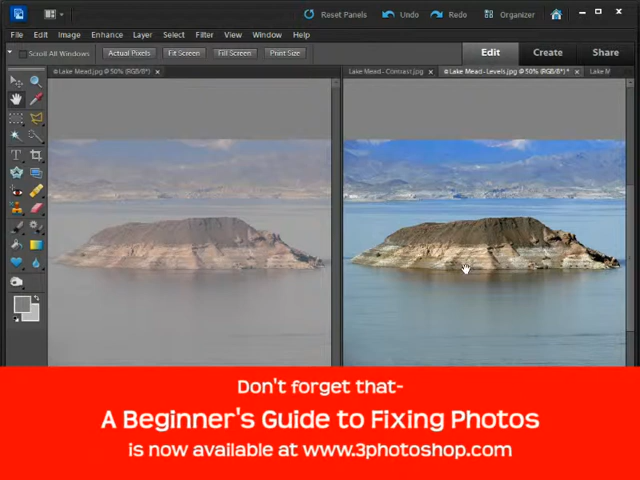 Reset Panels Undo Redo Organizer
File Edit Image Enhance Layer Select Filter View Window Help
Scroll All Windows Actual Pixels Fit Screen Fill Screen Print Size Edit Create Share
Lake Mead.jpg @ 50% (RGB/8*) Lake Mead - Contrast.jpg Lake Mead - Levels.jpg @ 50% (RGB/8*) * Lake M
Don't forget that-
A Beginner's Guide to Fixing Photos
is now available at www.3photoshop.com